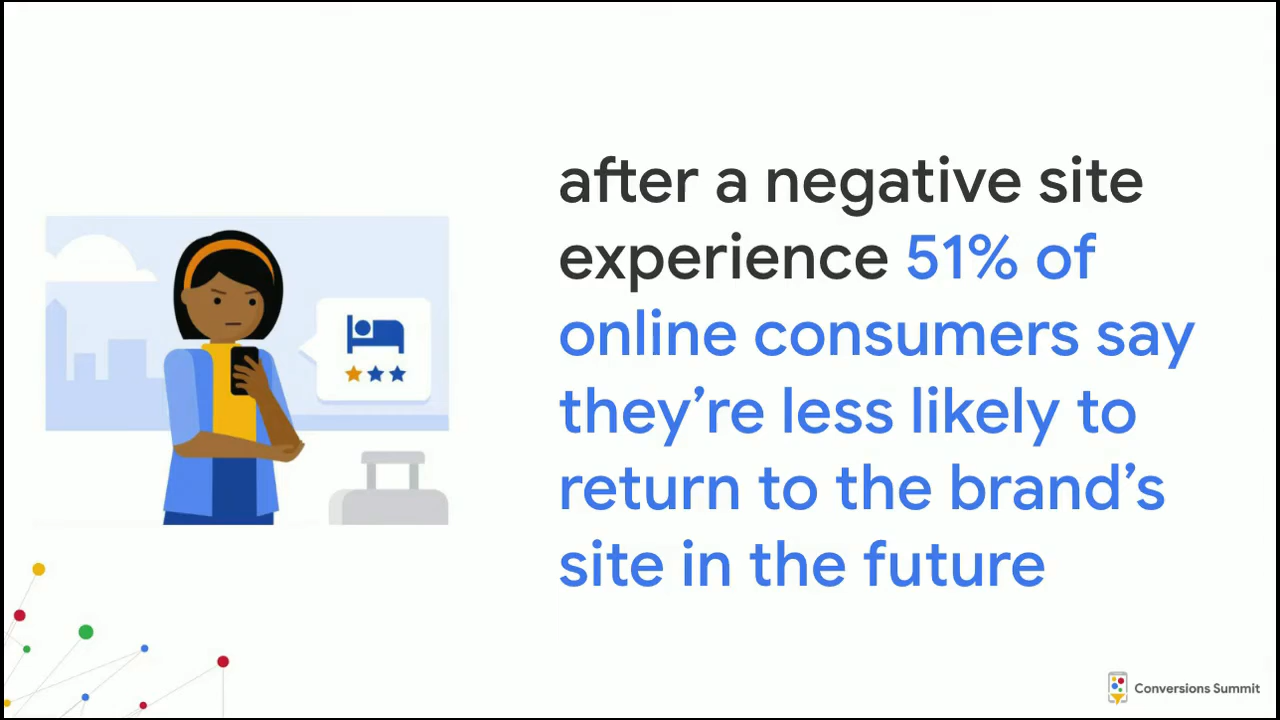 after a negative site
experience 51% of
online consumers say
they’re less likely to
return to the brand’s
site in the future
Conversions Summit